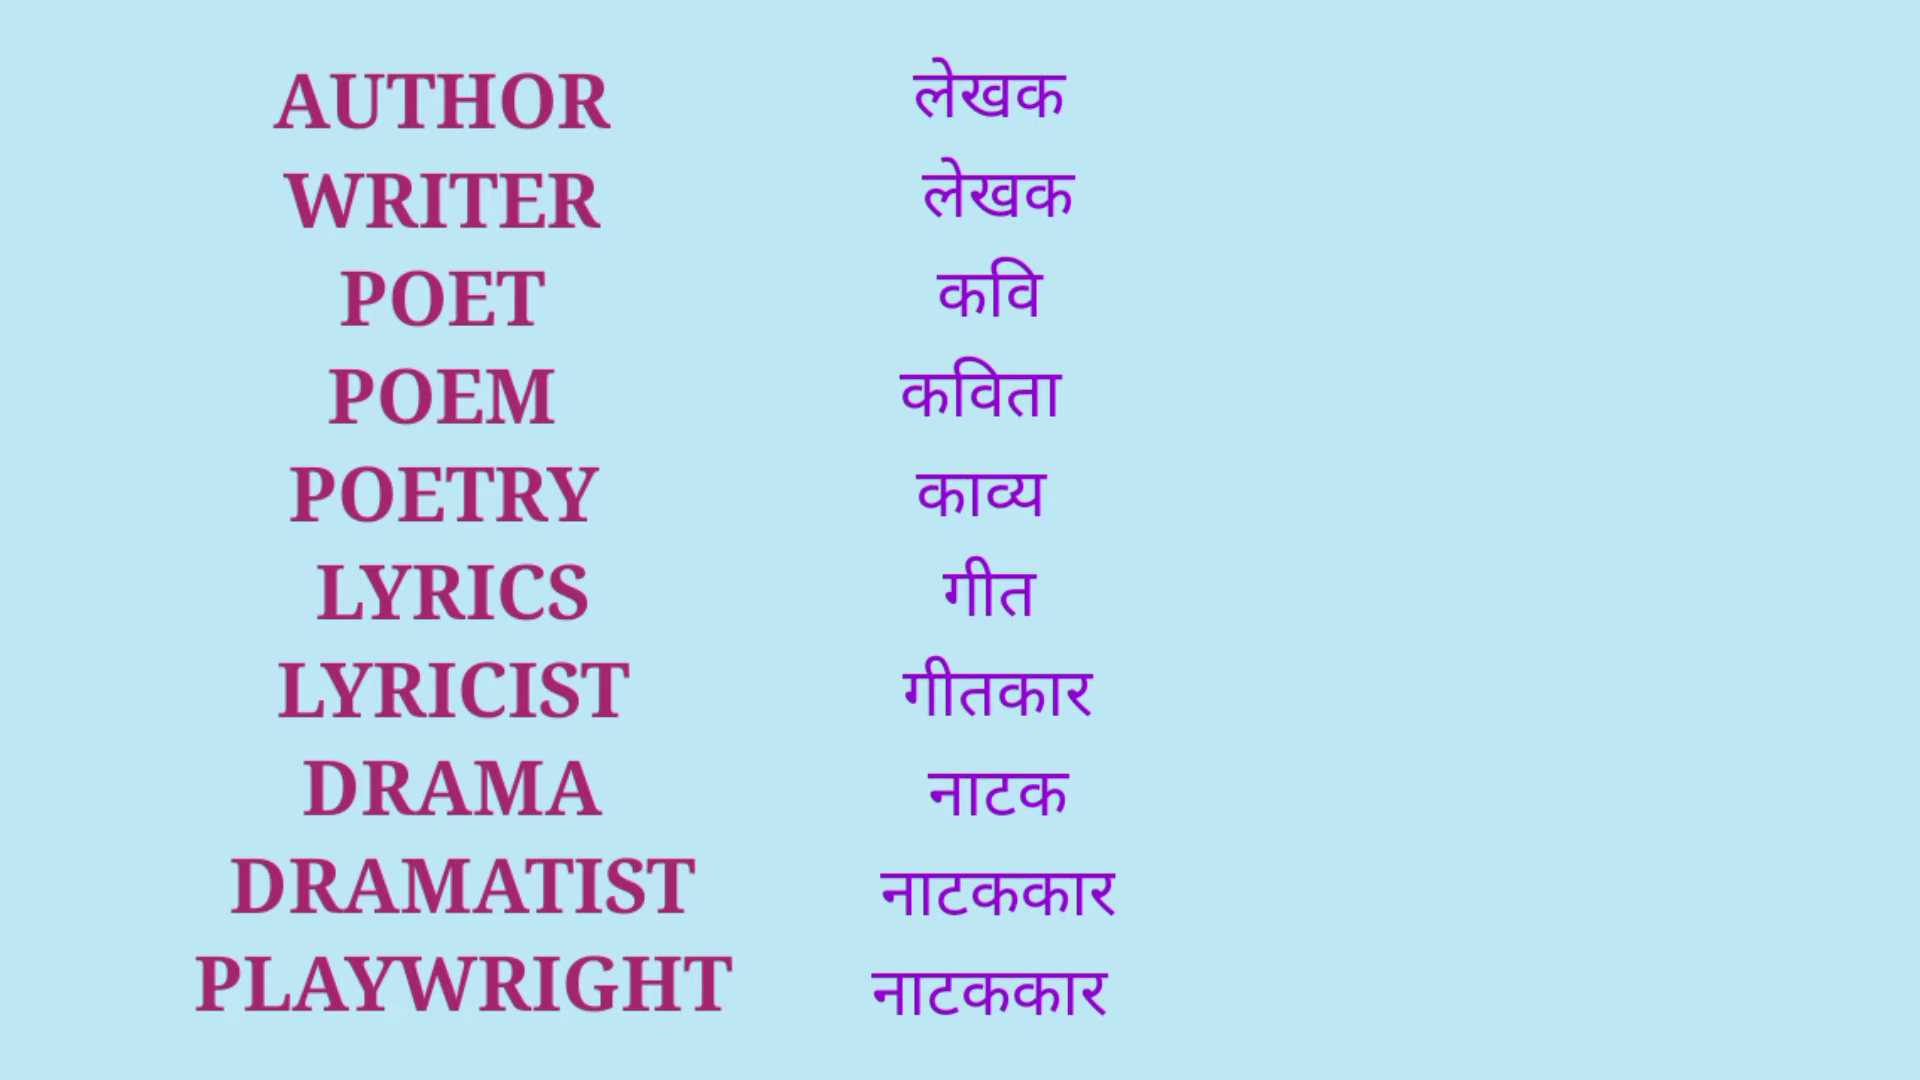 AUTHOR लेखक
WRITER लेखक
POET कवि
POEM कविता
POETRY काव्य
LYRICS गीत
LYRICIST गीतकार
DRAMA नाटक
DRAMATIST नाटककार
PLAYWRIGHT नाटककार